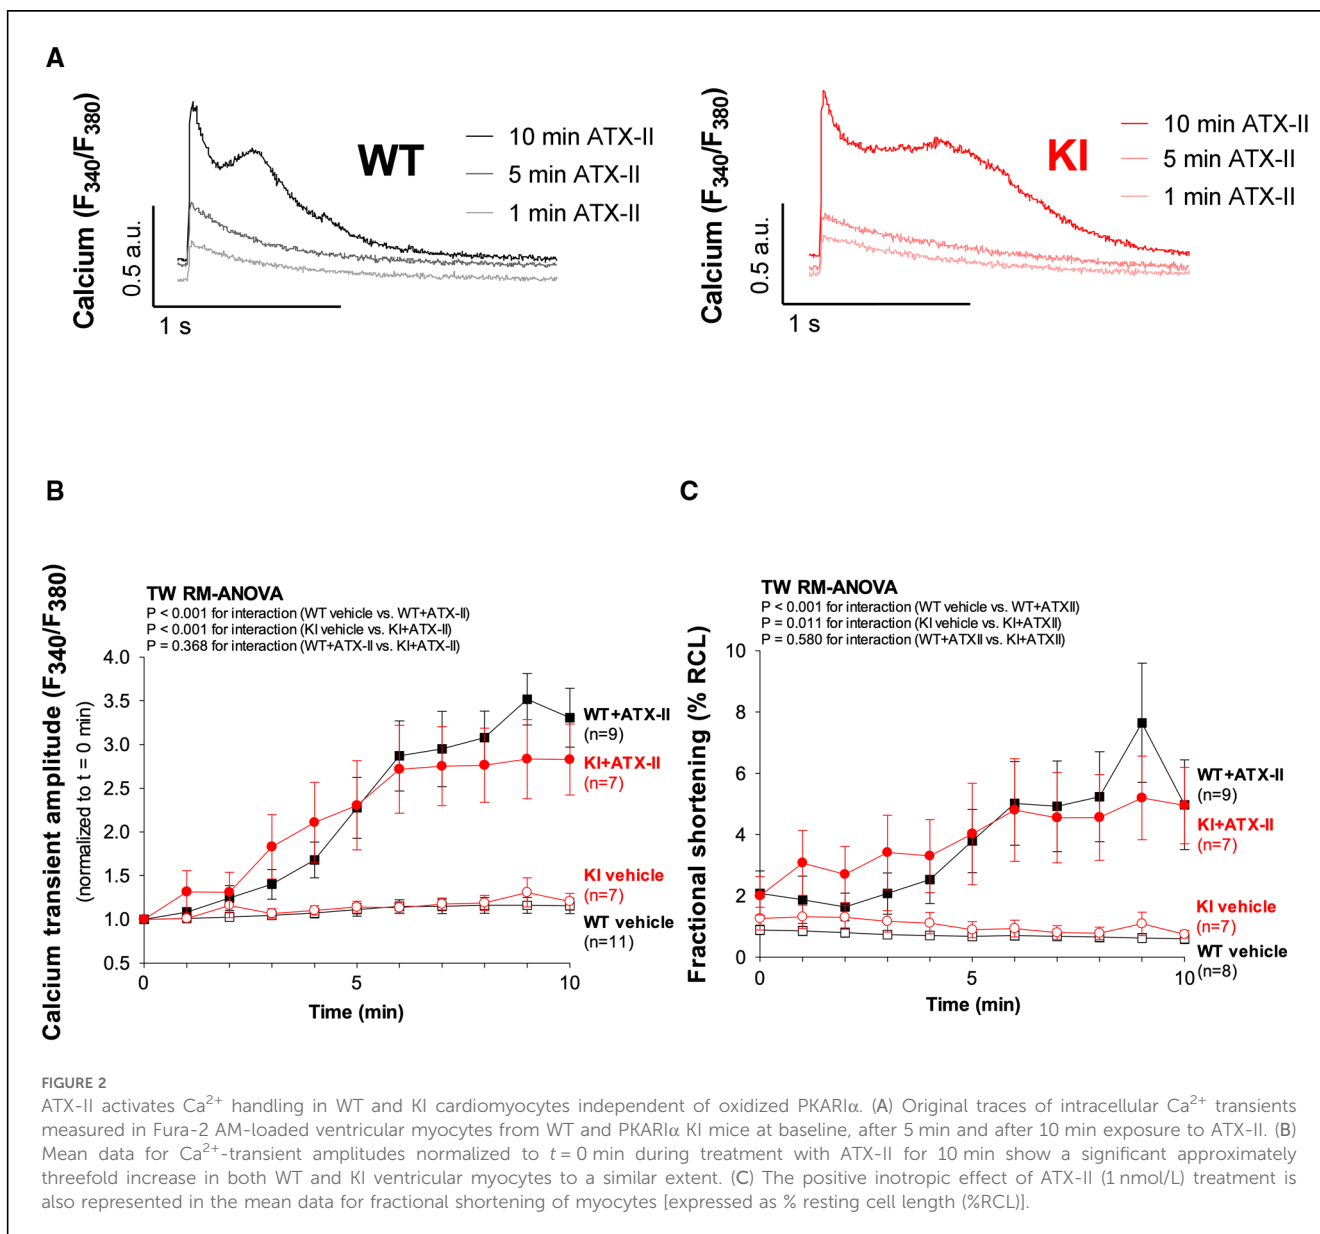 A
Calcium (F340/F380)
0.5 a.u.
1 s
WT
10 min ATX-II
5 min ATX-II
1 min ATX-II
Calcium (F340/F380)
0.5 a.u.
1 s
KI
10 min ATX-II
5 min ATX-II
1 min ATX-II
B
Calcium transient amplitude (F340/F380)
(normalized to t = 0 min)
TW RM-ANOVA
P < 0.001 for interaction (WT vehicle vs. WT+ATX-II)
P < 0.001 for interaction (KI vehicle vs. KI+ATX-II)
P = 0.368 for interaction (WT+ATX-II vs. KI+ATX-II)
4.0
3.5
3.0
2.5
2.0
1.5
1.0
0.5
0
5
10
Time (min)
WT+ATX-II
(n=9)
KI+ATX-II
(n=7)
KI vehicle
(n=7)
WT vehicle
(n=11)
C
Fractional shortening (% RCL)
TW RM-ANOVA
P < 0.001 for interaction (WT vehicle vs. WT+ATXII)
P = 0.011 for interaction (KI vehicle vs. KI+ATXII)
P = 0.580 for interaction (WT+ATXII vs. KI+ATXII)
10
8
6
4
2
0
0
5
10
Time (min)
WT+ATX-II
(n=9)
KI+ATX-II
(n=7)
KI vehicle
(n=7)
WT vehicle
(n=8)
FIGURE 2
ATX-II activates Ca2+ handling in WT and KI cardiomyocytes independent of oxidized PKARIα. (A) Original traces of intracellular Ca2+ transients
measured in Fura-2 AM-loaded ventricular myocytes from WT and PKARIα KI mice at baseline, after 5 min and after 10 min exposure to ATX-II. (B)
Mean data for Ca2+-transient amplitudes normalized to t = 0 min during treatment with ATX-II for 10 min show a significant approximately
threefold increase in both WT and KI ventricular myocytes to a similar extent. (C) The positive inotropic effect of ATX-II (1 nmol/L) treatment is
also represented in the mean data for fractional shortening of myocytes [expressed as % resting cell length (%RCL)].